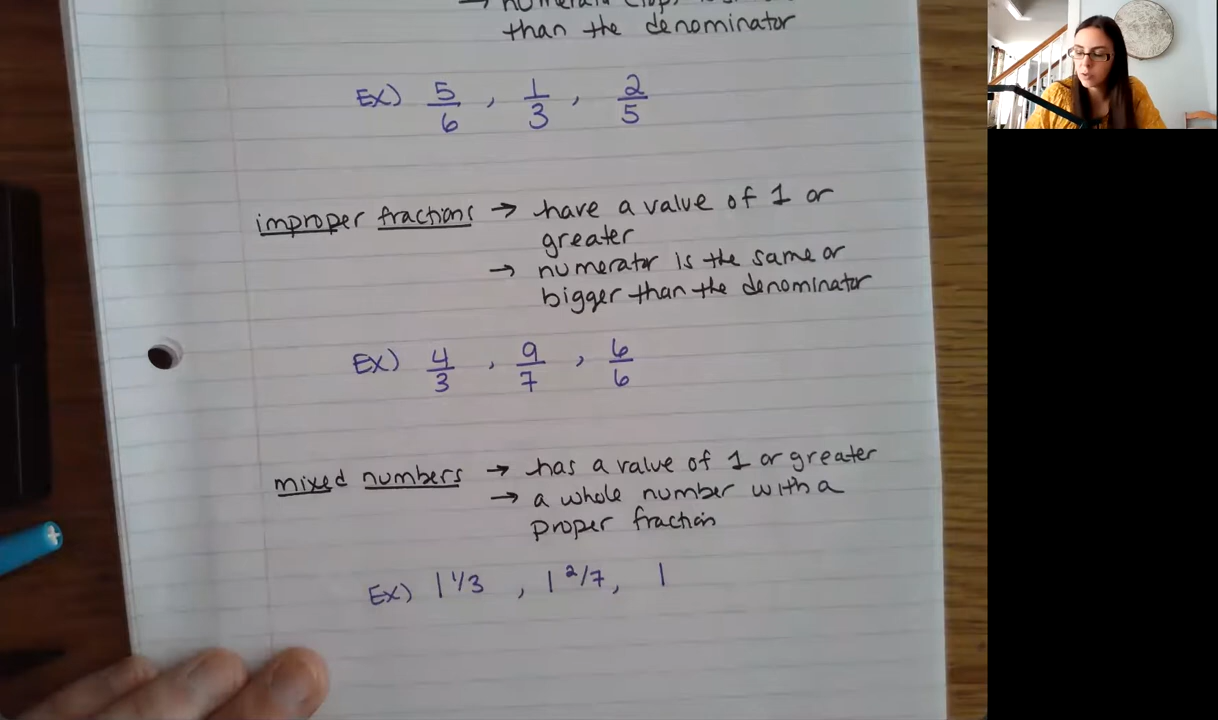 than the denominator
Ex) 5/6 , 1/3 , 2/5
improper fractions → have a value of 1 or
greater
→ numerator is the same or
bigger than the denominator
Ex) 4/3 , 9/7 , 6/6
mixed numbers → has a value of 1 or greater
→ a whole number with a
proper fraction
Ex) 1 1/3 , 1 2/7, 1